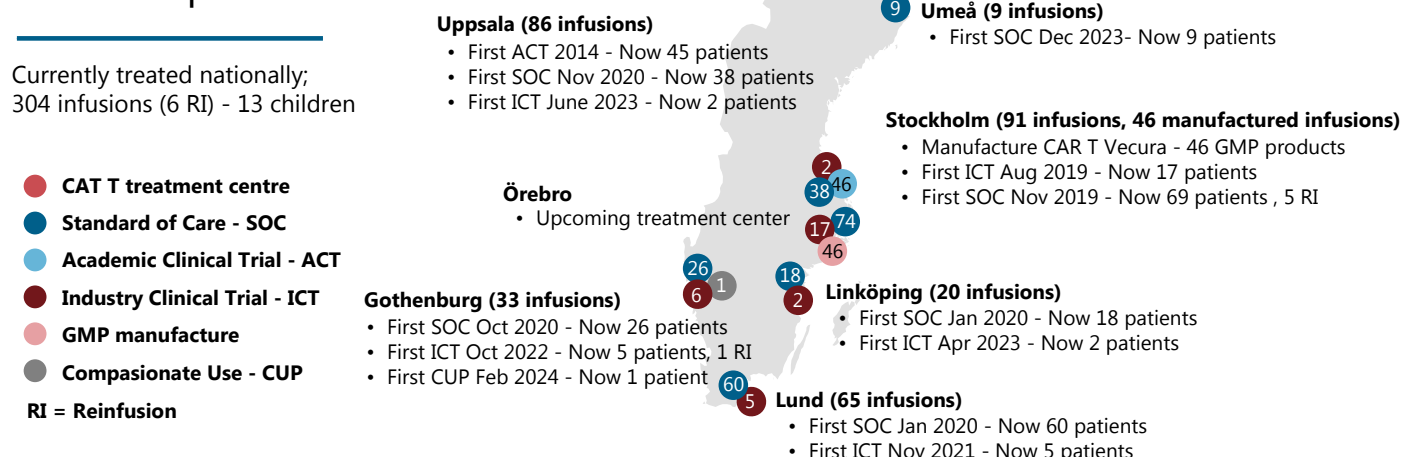 Currently treated nationally;
304 infusions (6 RI) - 13 children
CAT T treatment centre
Standard of Care - SOC
Academic Clinical Trial - ACT
Industry Clinical Trial - ICT
GMP manufacture
Compasionate Use - CUP
RI = Reinfusion
Uppsala (86 infusions)
• First ACT 2014 - Now 45 patients
• First SOC Nov 2020 - Now 38 patients
• First ICT June 2023 - Now 2 patients
9
Umeå (9 infusions)
• First SOC Dec 2023- Now 9 patients
Stockholm (91 infusions, 46 manufactured infusions)
• Manufacture CAR T Vecura - 46 GMP products
• First ICT Aug 2019 - Now 17 patients
• First SOC Nov 2019 - Now 69 patients , 5 RI
2
38
46
17
74
46
Örebro
• Upcoming treatment center
26
1
6
18
2
Gothenburg (33 infusions)
• First SOC Oct 2020 - Now 26 patients
• First ICT Oct 2022 - Now 5 patients, 1 RI
• First CUP Feb 2024 - Now 1 patient
Linköping (20 infusions)
• First SOC Jan 2020 - Now 18 patients
• First ICT Apr 2023 - Now 2 patients
60
5
Lund (65 infusions)
• First SOC Jan 2020 - Now 60 patients
• First ICT Nov 2021 - Now 5 patients